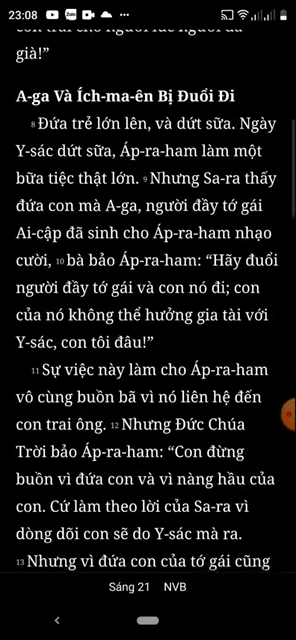 23:08
già!”
A-ga Và Ích-ma-ên Bị Đuổi Đi
8 Đứa trẻ lớn lên, và dứt sữa. Ngày
Y-sác dứt sữa, Áp-ra-ham làm một
bữa tiệc thật lớn. 9 Nhưng Sa-ra thấy
đứa con mà A-ga, người đầy tớ gái
Ai-cập đã sinh cho Áp-ra-ham nhạo
cười, 10 bà bảo Áp-ra-ham: “Hãy đuổi
người đầy tớ gái và con nó đi; con
của nó không thể hưởng gia tài với
Y-sác, con tôi đâu!”
11 Sự việc này làm cho Áp-ra-ham
vô cùng buồn bã vì nó liên hệ đến
con trai ông. 12 Nhưng Đức Chúa
Trời bảo Áp-ra-ham: “Con đừng
buồn vì đứa con và vì nàng hầu của
con. Cứ làm theo lời của Sa-ra vì
dòng dõi con sẽ do Y-sác mà ra.
13 Nhưng vì đứa con của tớ gái cũng
Sáng 21 NVB